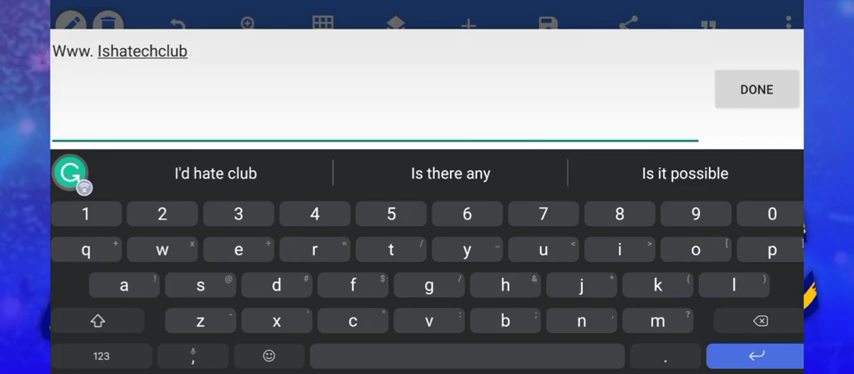 Www. Ishatechclub
DONE
I'd hate club Is there any Is it possible
1 2 3 4 5 6 7 8 9 0
q w e r t y u i o p
a s d f g h j k l
z x c v b n m
123 , .